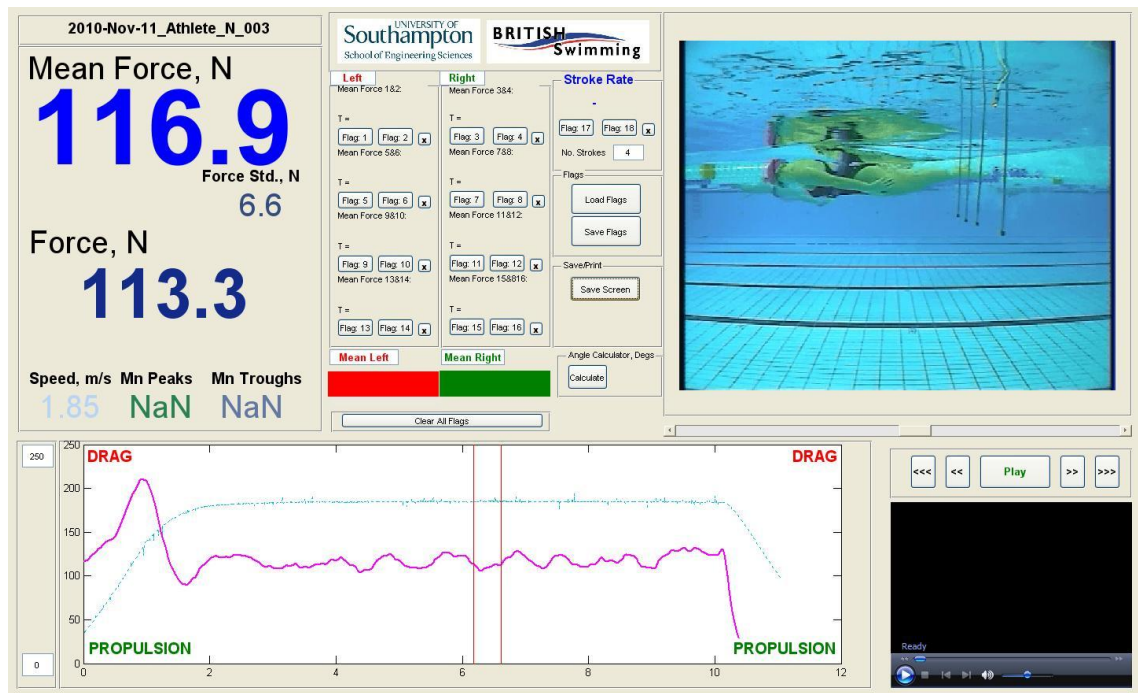 2010-Nov-11_Athlete_N_003
Mean Force, N
116.9
Force Std., N
6.6
Force, N
113.3
Speed, m/s Mn Peaks Mn Troughs
1.85 NaN NaN
UNIVERSITY OF
Southampton
School of Engineering Sciences
BRITISH
Swimming
Left Right
Mean Force 1&2: Mean Force 3&4:
T = T =
Flag: 1 Flag: 2 x Flag: 3 Flag: 4 x
Mean Force 5&6: Mean Force 7&8:
T = T =
Flag: 5 Flag: 6 x Flag: 7 Flag: 8 x
Mean Force 9&10: Mean Force 11&12:
T = T =
Flag: 9 Flag: 10 x Flag: 11 Flag: 12 x
Mean Force 13&14: Mean Force 15&816:
T = T =
Flag: 13 Flag: 14 x Flag: 15 Flag: 16 x
Mean Left Mean Right
Clear All Flags
Stroke Rate
-
Flag: 17 Flag: 18 x
No. Strokes 4
Flags
Load Flags
Save Flags
Save/Print
Save Screen
Angle Calculator, Degs
Calculate
250
0
DRAG DRAG
PROPULSION PROPULSION
250
200
150
100
50
0
0 2 4 6 8 10 12
<<< << Play >> >>>
Ready